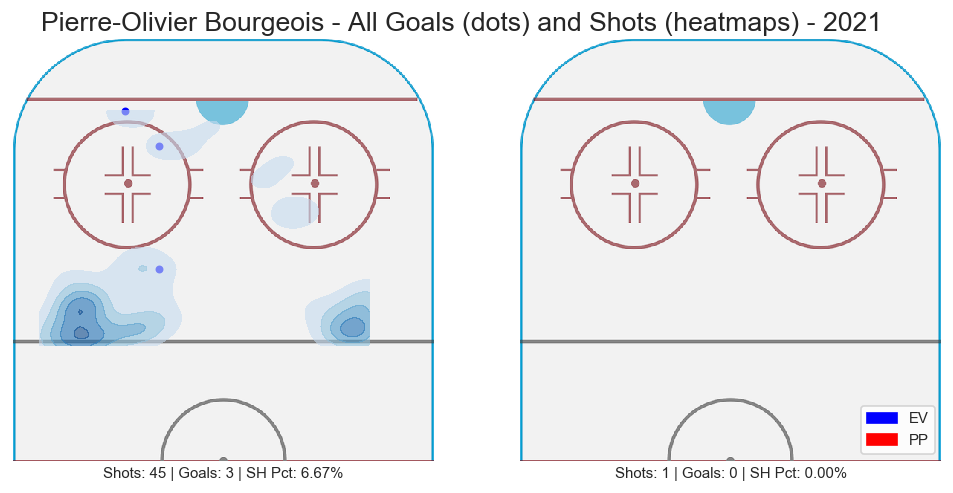 Pierre-Olivier Bourgeois - All Goals (dots) and Shots (heatmaps) - 2021
EV
PP
Shots: 45 | Goals: 3 | SH Pct: 6.67%
Shots: 1 | Goals: 0 | SH Pct: 0.00%